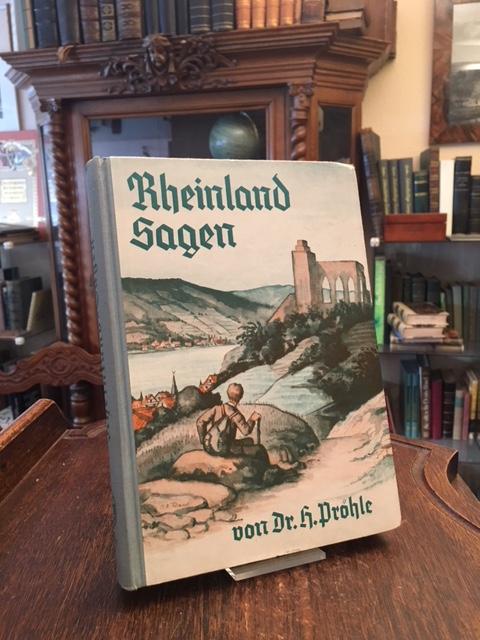 Rheinland
Sagen
von Dr. H. Pröhle